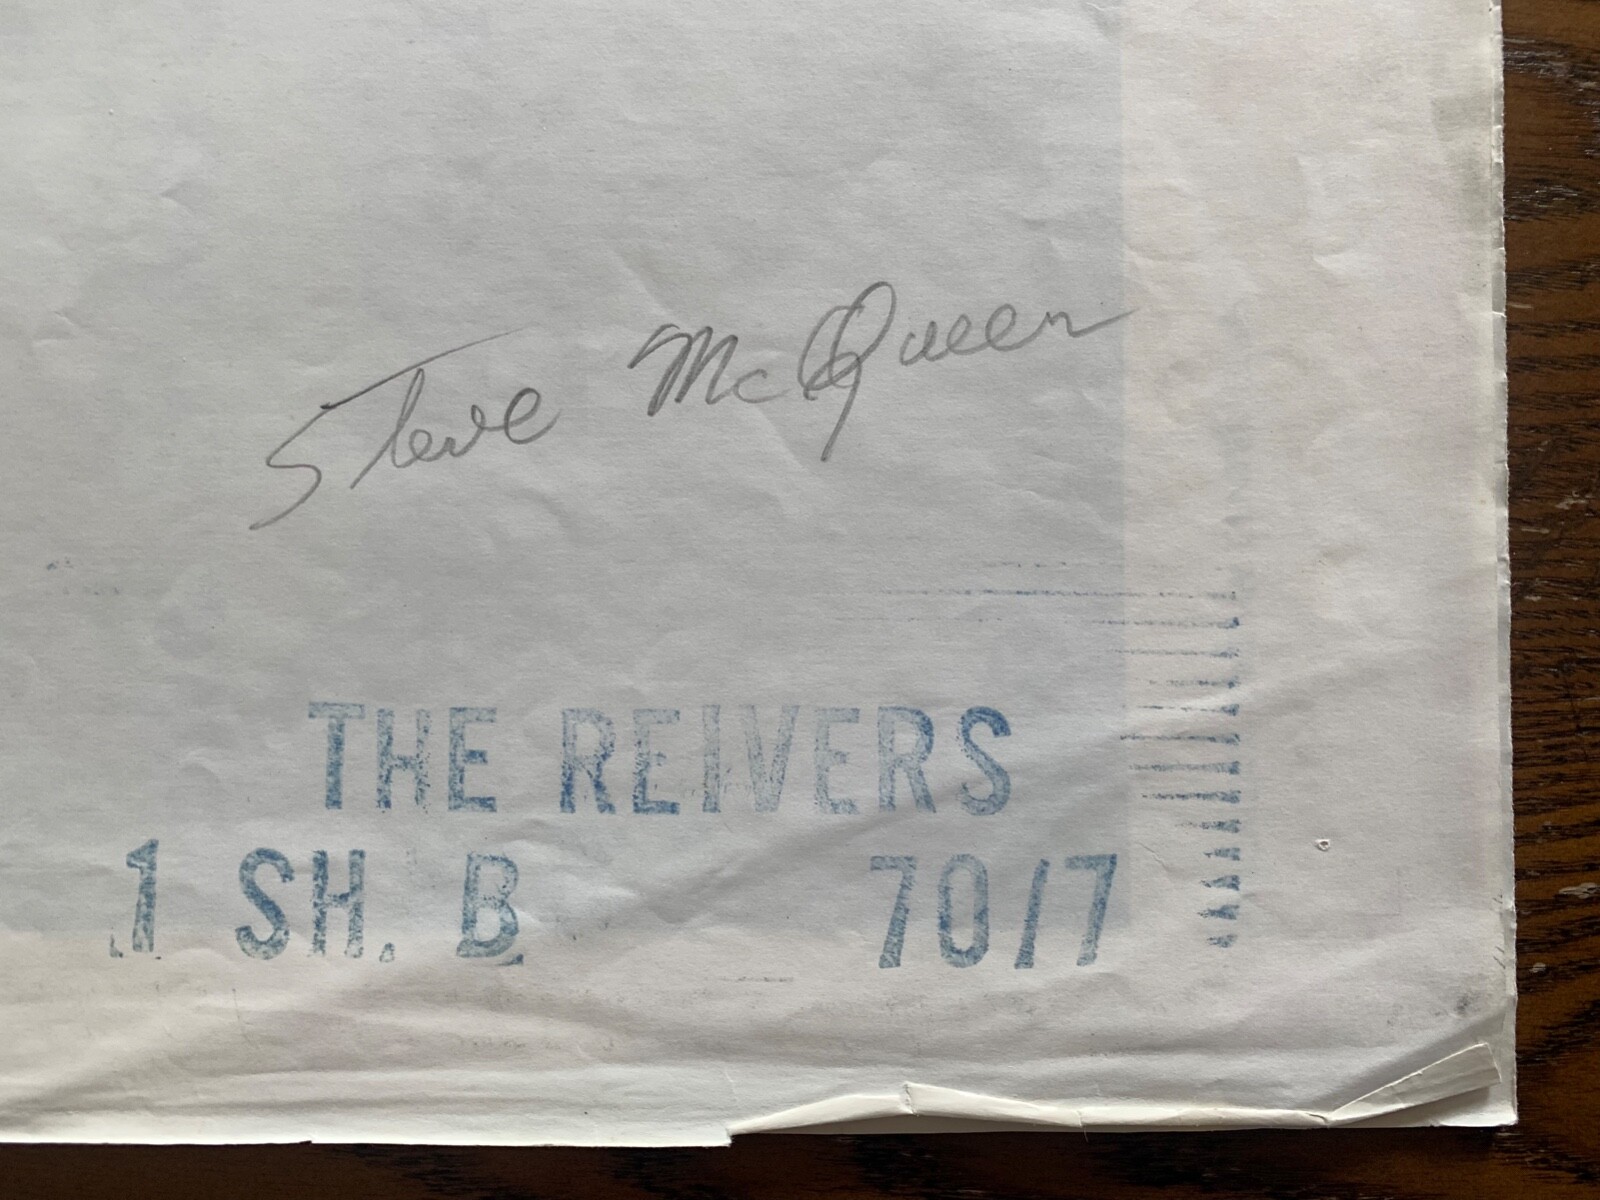 Steve McQueen
THE REIVERS
1 SH. B 70/7